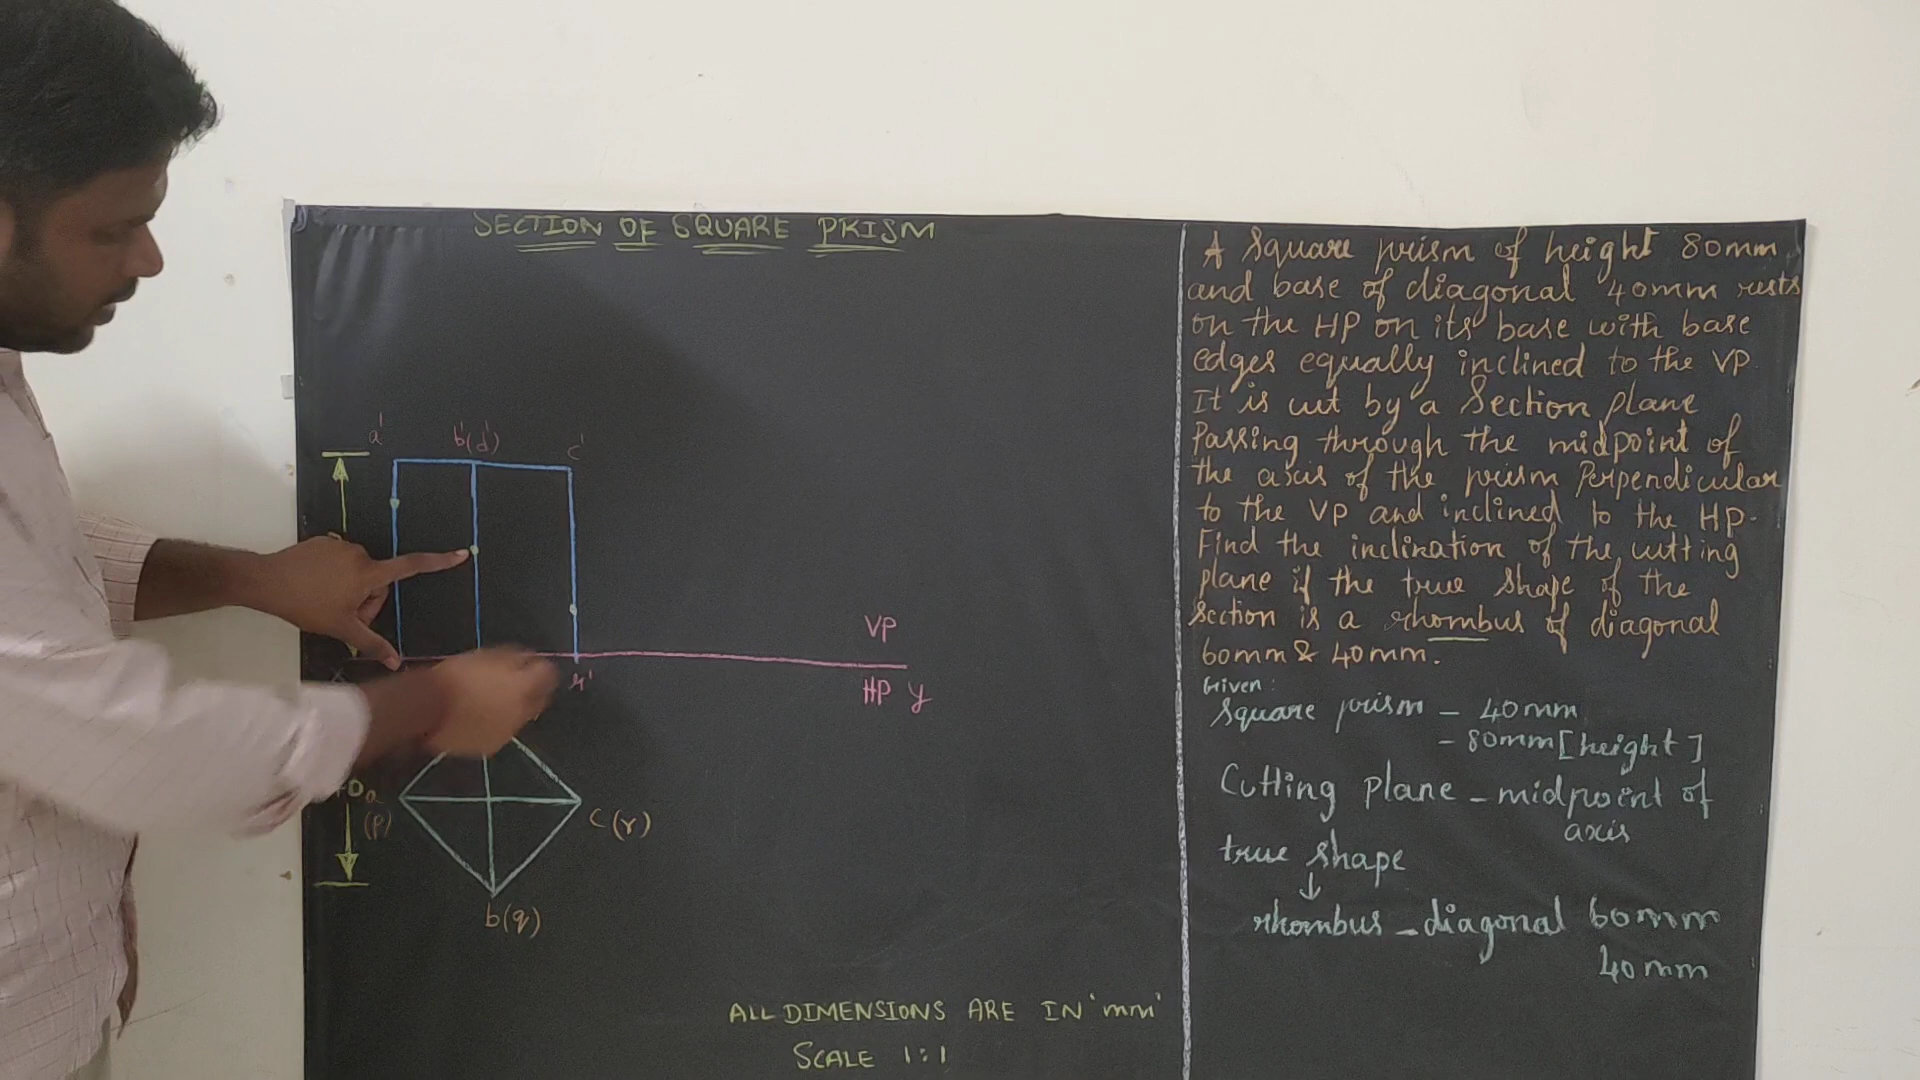 SECTION OF SQUARE PRISM
A Square prism of height 80mm
and base of diagonal 40mm rests
on the HP on its base with base
edges equally inclined to the VP.
It is cut by a Section plane
Passing through the midpoint of
the axis of the prism Perpendicular
to the VP and inclined to the HP.
Find the inclination of the cutting
plane if the true shape of the
section is a rhombus of diagonal
60mm & 40mm.
Given:
Square prism - 40mm
- 80mm [height]
Cutting plane - midpoint of
axis
true shape
↓
rhombus - diagonal 60mm
40mm
a' b'(d') c'
VP
r'
HP y
a
(p)
c(r)
b(q)
ALL DIMENSIONS ARE IN 'mm'
SCALE 1:1